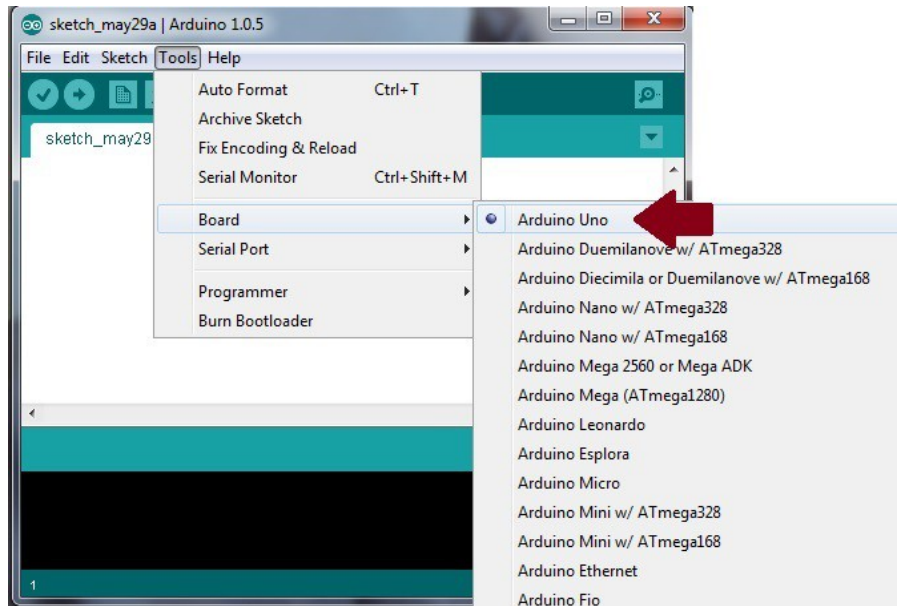 sketch_may29a | Arduino 1.0.5
File Edit Sketch Tools Help
Auto Format Ctrl+T
Archive Sketch
sketch_may29
Fix Encoding & Reload
Serial Monitor Ctrl+Shift+M
Board
Serial Port
Programmer
Burn Bootloader
Arduino Uno
Arduino Duemilanove w/ ATmega328
Arduino Diecimila or Duemilanove w/ ATmega168
Arduino Nano w/ ATmega328
Arduino Nano w/ ATmega168
Arduino Mega 2560 or Mega ADK
Arduino Mega (ATmega1280)
Arduino Leonardo
Arduino Esplora
Arduino Micro
Arduino Mini w/ ATmega328
Arduino Mini w/ ATmega168
Arduino Ethernet
Arduino Fio
1